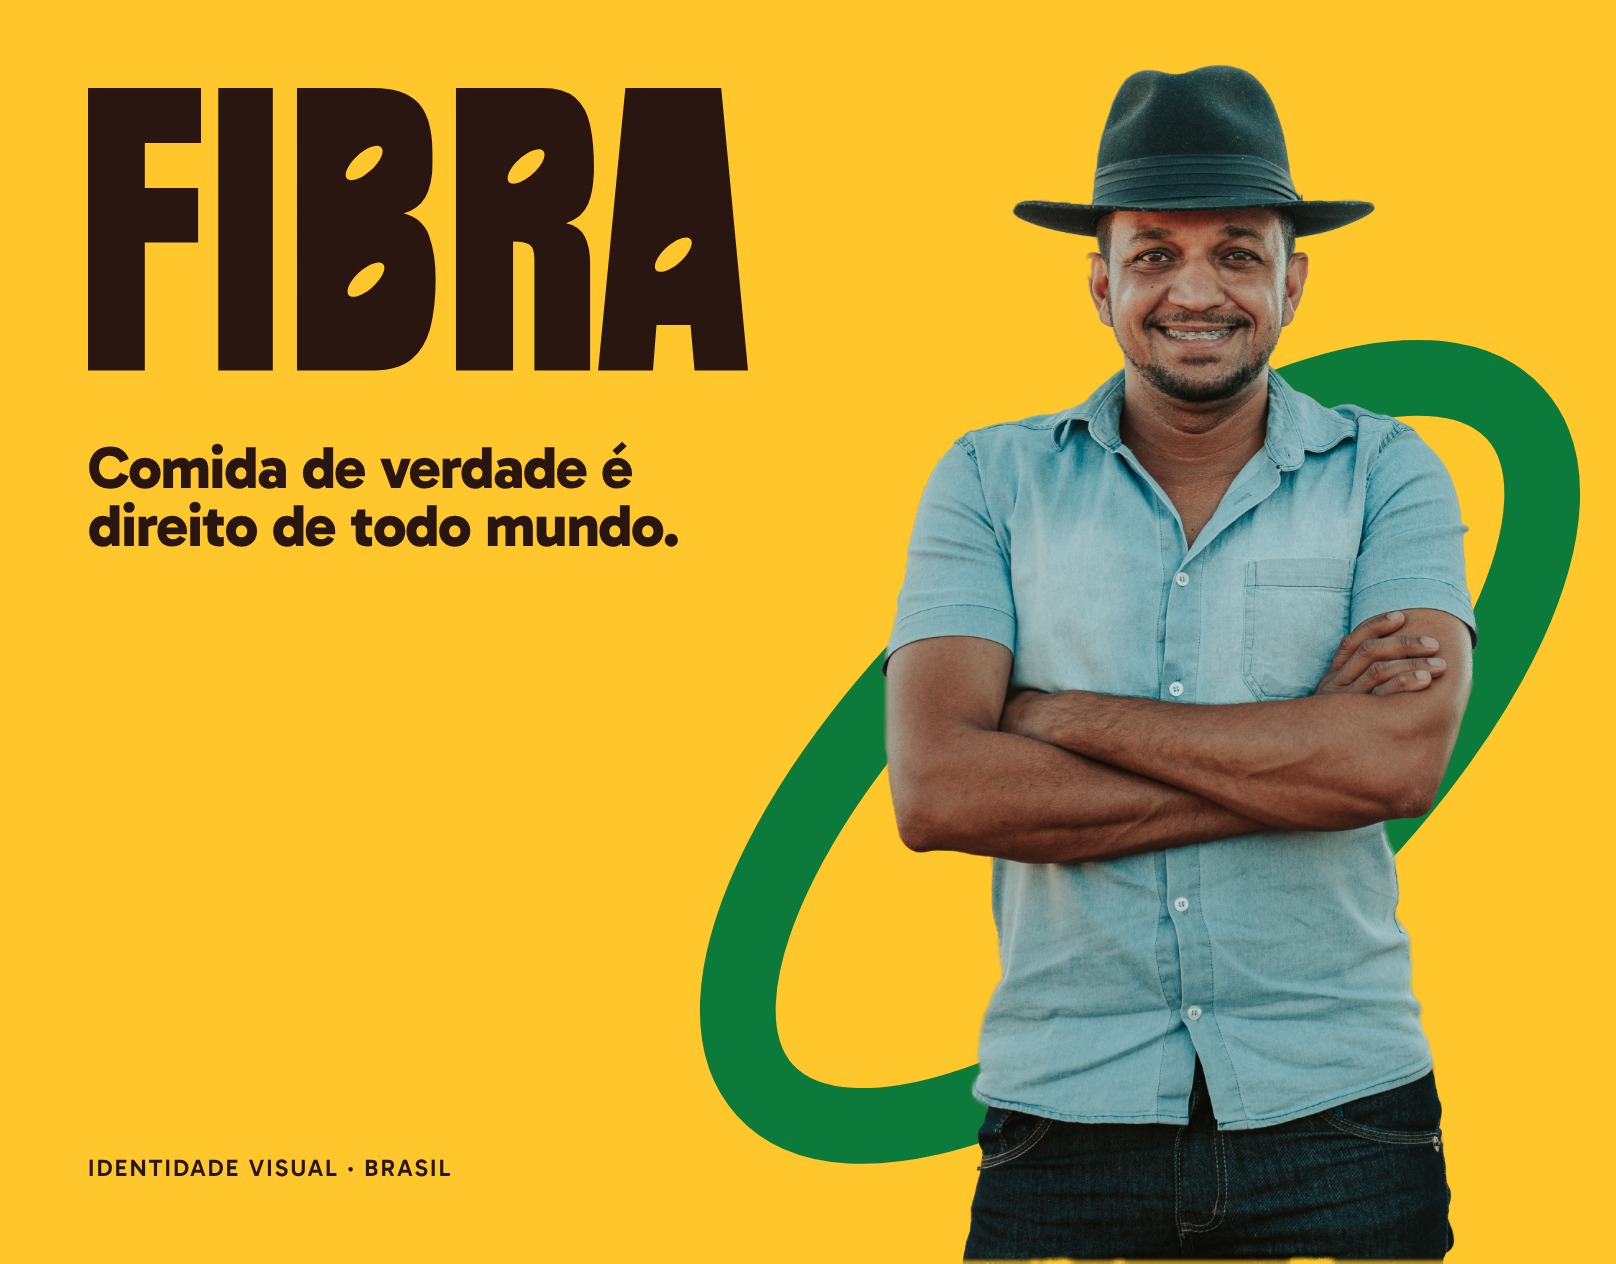 FIBRA
Comida de verdade é
direito de todo mundo.
IDENTIDADE VISUAL · BRASIL